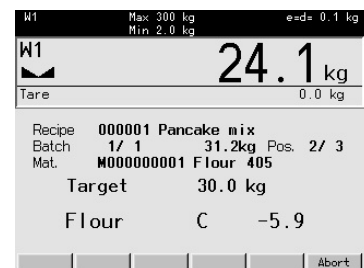 W1 Max 300 kg e=d= 0.1 kg
Min 2.0 kg
W1
24.1 kg
Tare 0.0 kg
Recipe 000001 Pancake mix
Batch 1/ 1 31.2kg Pos. 2/ 3
Mat. M000000001 Flour 405
Target 30.0 kg
Flour C -5.9
Abort